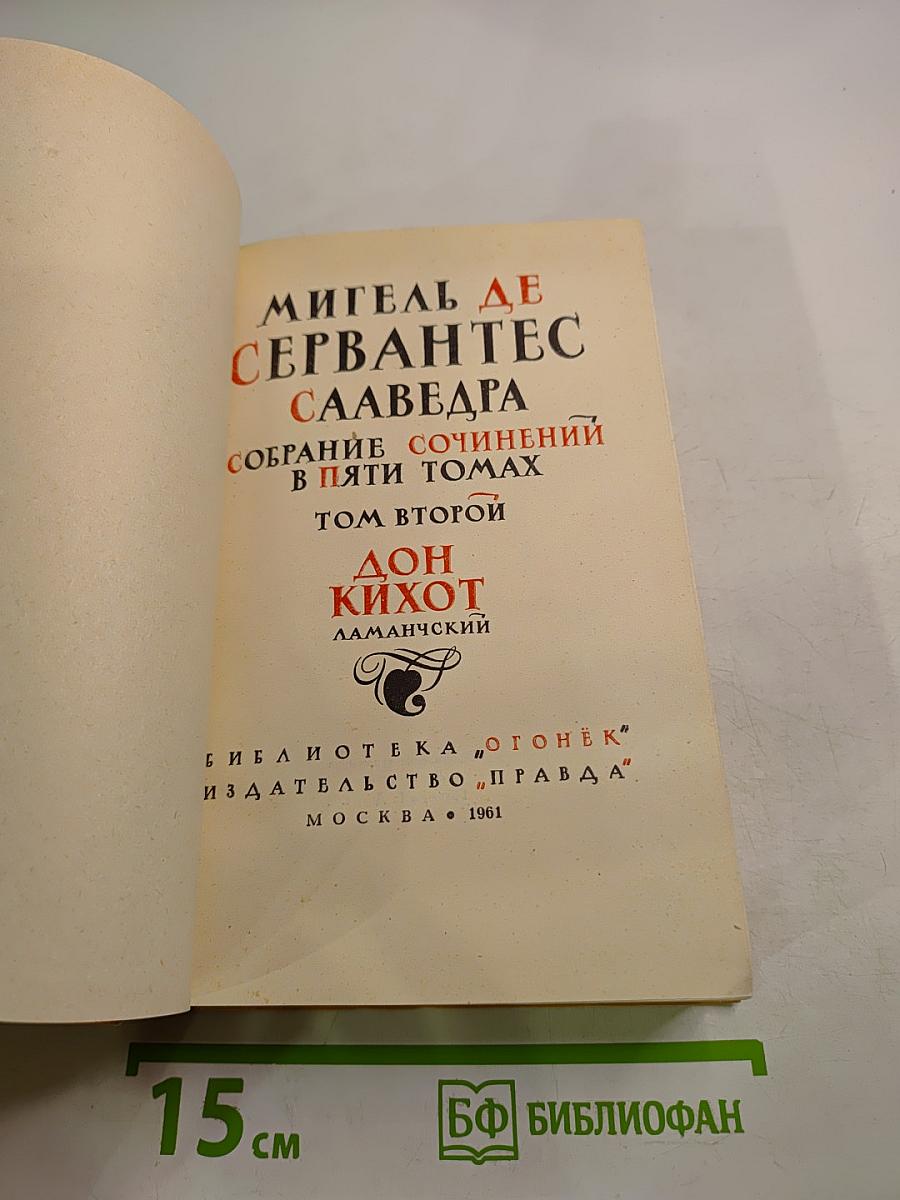 МИГЕЛЬ ДЕ
СЕРВАНТЕС
СААВЕДРА
СОБРАНИЕ СОЧИНЕНИЙ
В ПЯТИ ТОМАХ
ТОМ ВТОРОЙ
ДОН
КИХОТ
ЛАМАНЧСКИЙ
БИБЛИОТЕКА „ОГОНЁК"
ИЗДАТЕЛЬСТВО „ПРАВДА"
МОСКВА • 1961
15 см
БФ БИБЛИОФАН